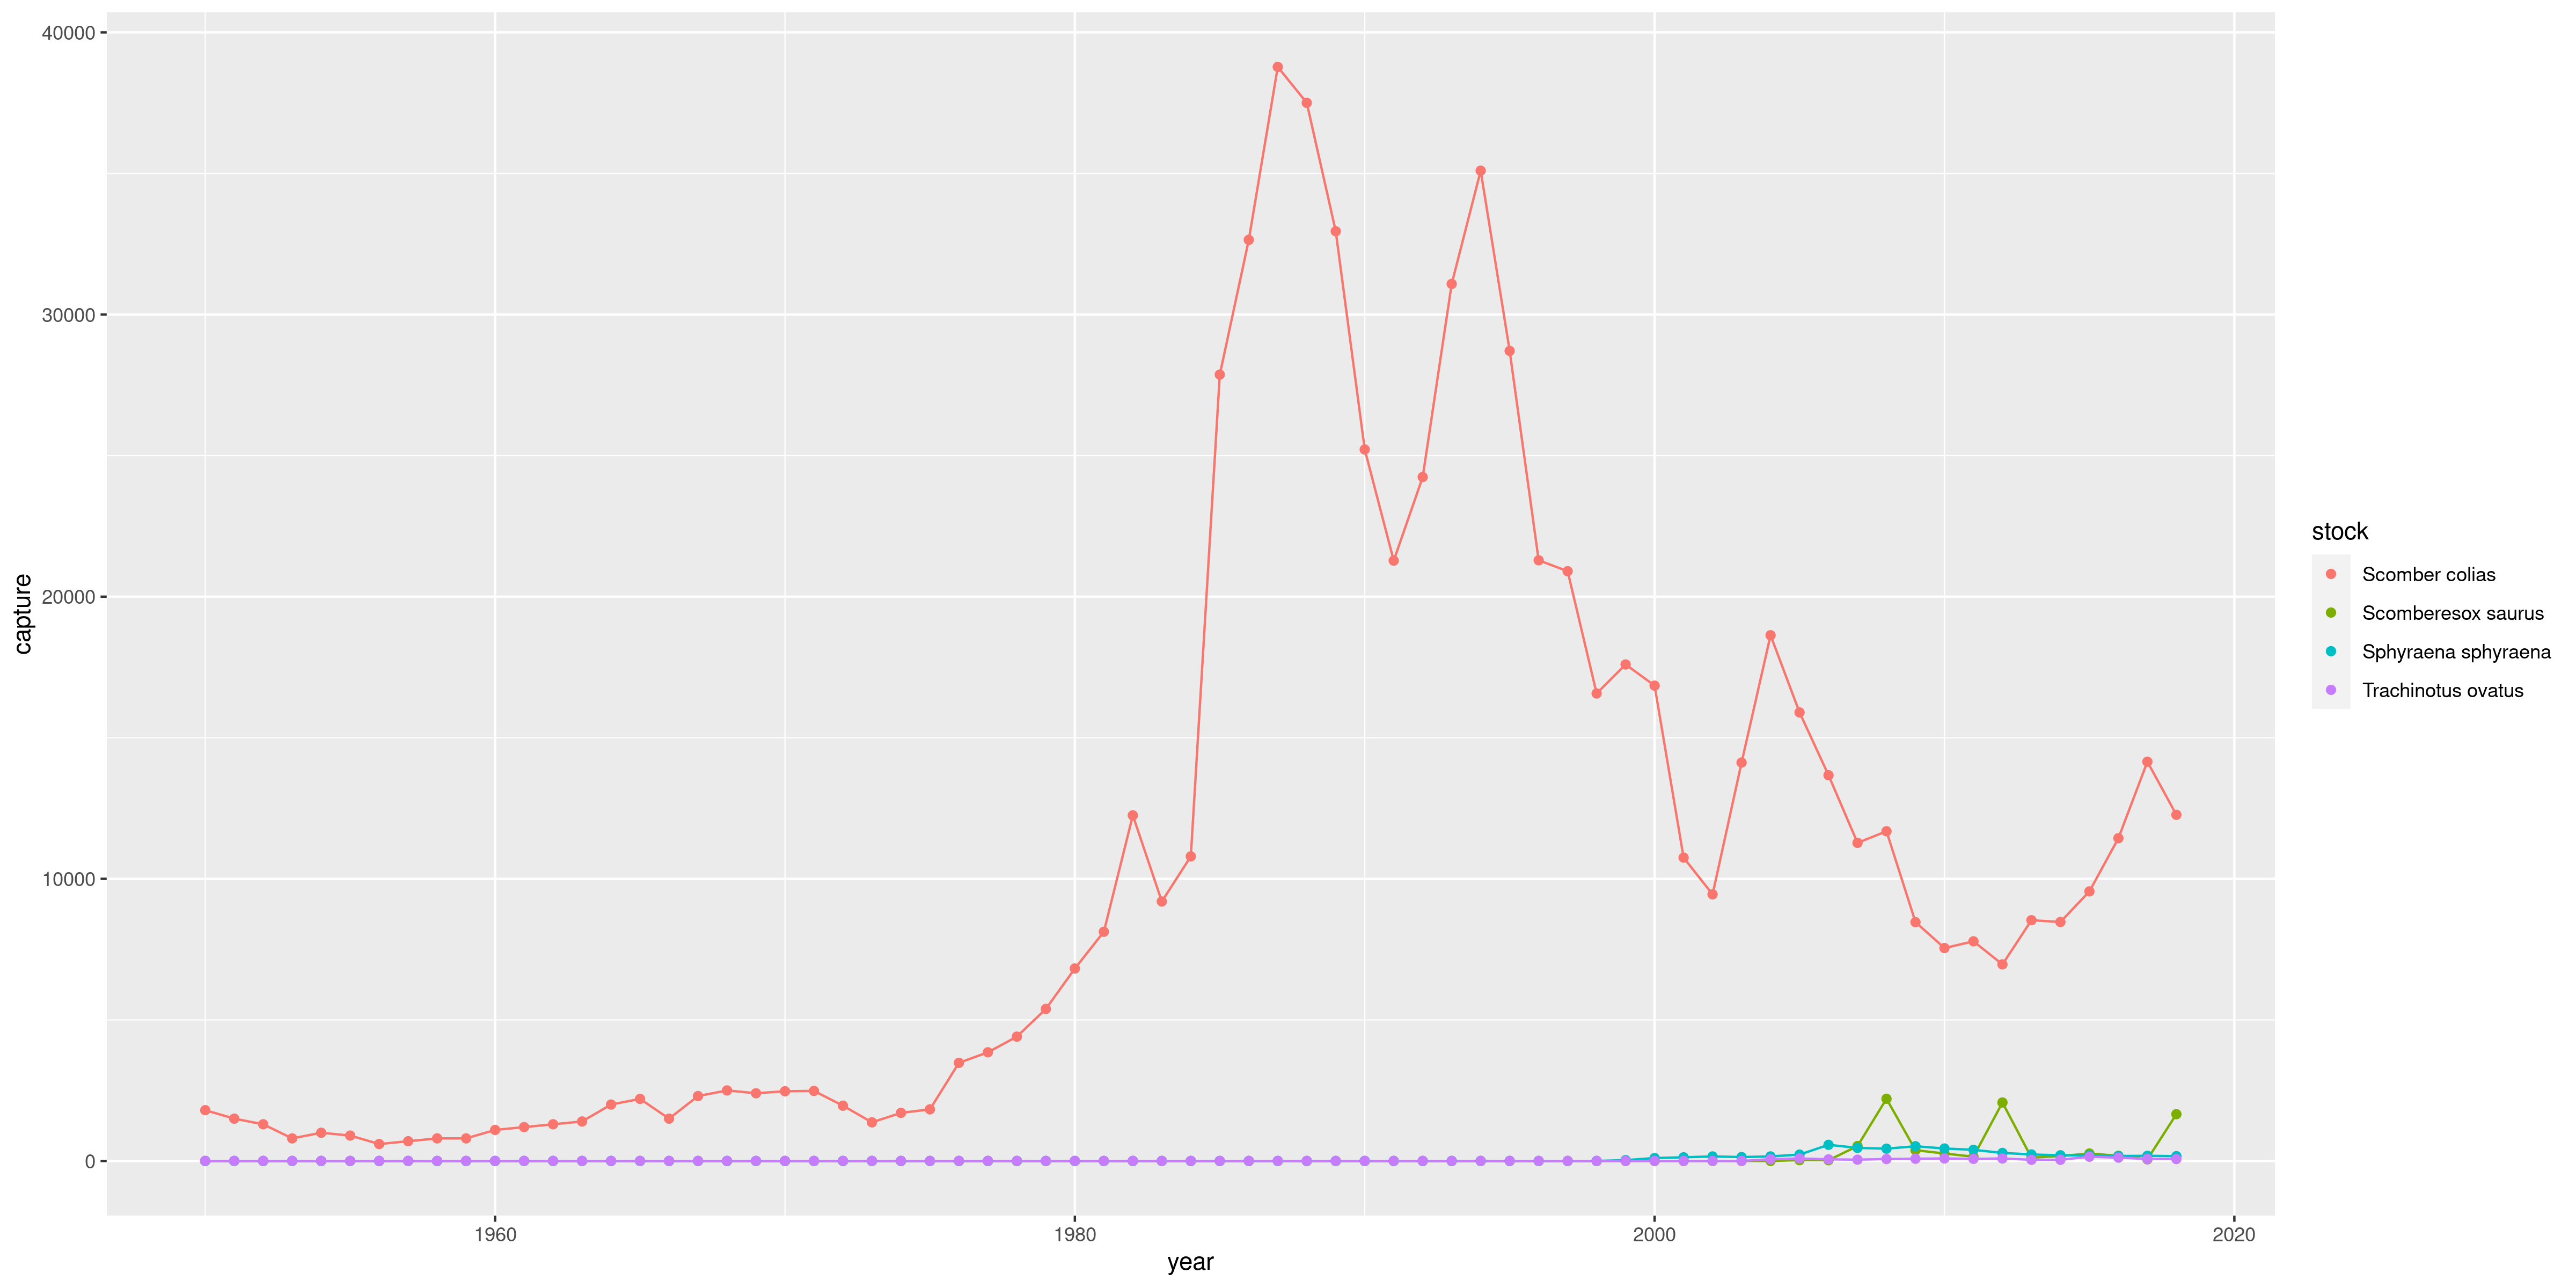 40000
30000
20000
10000
0
capture
1960
1980
2000
2020
year
stock
Scomber colias
Scomberesox saurus
Sphyraena sphyraena
Trachinotus ovatus